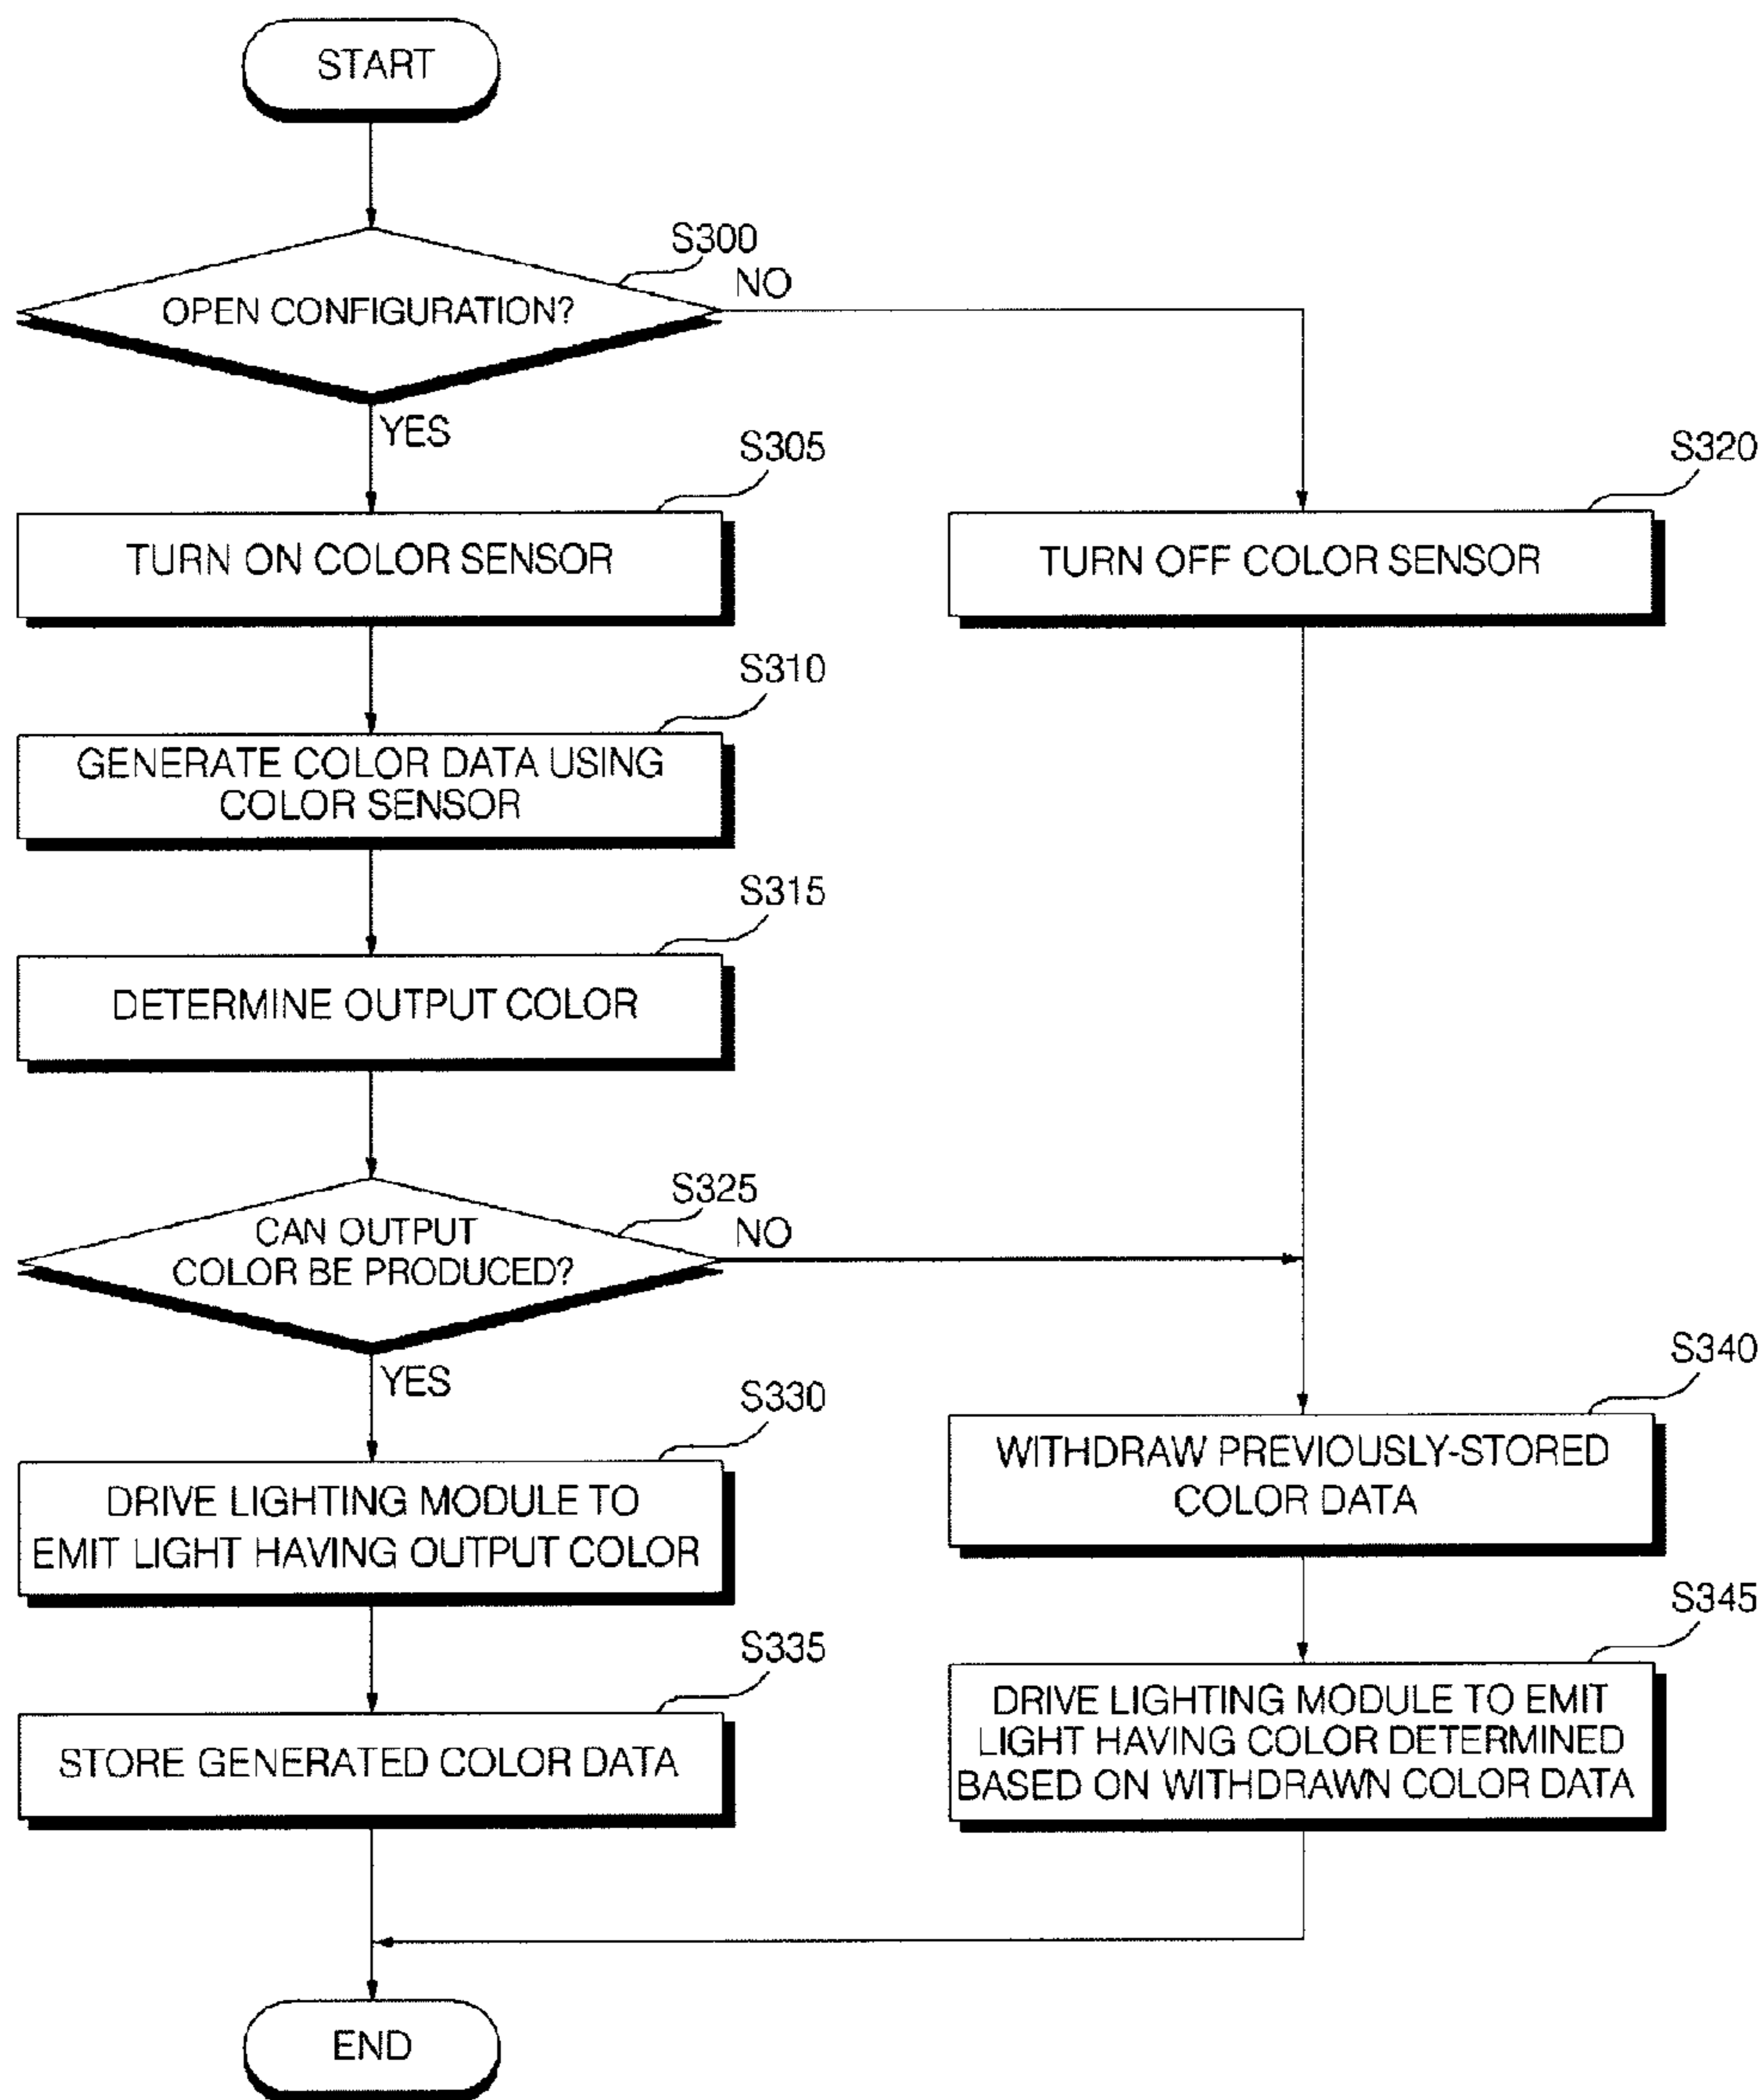 START
S300
NO
OPEN CONFIGURATION?
YES
S305
TURN ON COLOR SENSOR
S320
TURN OFF COLOR SENSOR
S310
GENERATE COLOR DATA USING
COLOR SENSOR
S315
DETERMINE OUTPUT COLOR
S325
NO
CAN OUTPUT
COLOR BE PRODUCED?
YES
S330
DRIVE LIGHTING MODULE TO
EMIT LIGHT HAVING OUTPUT COLOR
S340
WITHDRAW PREVIOUSLY-STORED
COLOR DATA
S335
STORE GENERATED COLOR DATA
S345
DRIVE LIGHTING MODULE TO EMIT
LIGHT HAVING COLOR DETERMINED
BASED ON WITHDRAWN COLOR DATA
END